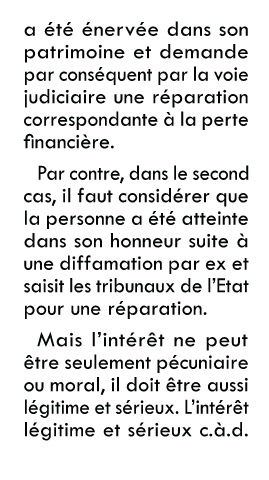 a été énervée dans son
patrimoine et demande
par conséquent par la voie
judiciaire une réparation
correspondante à la perte
financière.
Par contre, dans le second
cas, il faut considérer que
la personne a été atteinte
dans son honneur suite à
une diffamation par ex et
saisit les tribunaux de l'Etat
pour une réparation.
Mais l'intérêt ne peut
être seulement pécuniaire
ou moral, il doit être aussi
légitime et sérieux. L'intérêt
légitime et sérieux c.à.d.